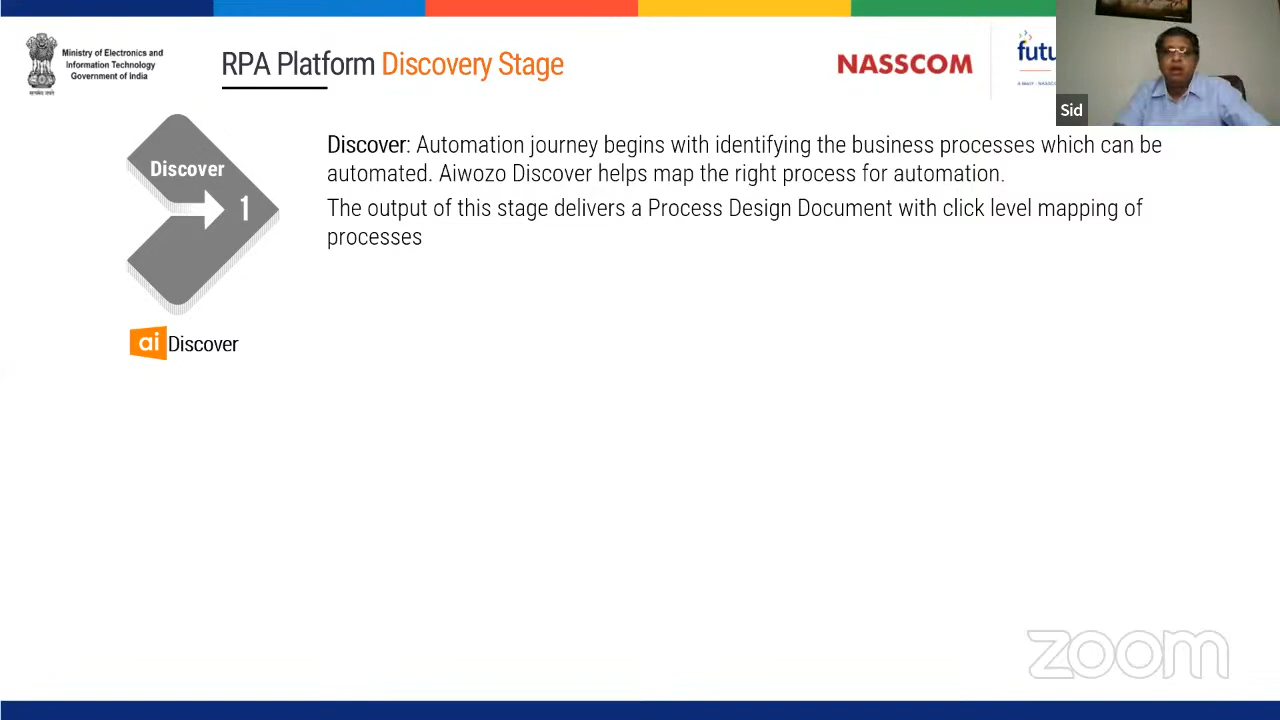 Ministry of Electronics and
Information Technology
Government of India
RPA Platform Discovery Stage
NASSCOM
futu
Sid
Discover
1
Discover: Automation journey begins with identifying the business processes which can be
automated. Aiwozo Discover helps map the right process for automation.
The output of this stage delivers a Process Design Document with click level mapping of
processes
ai Discover
zoom